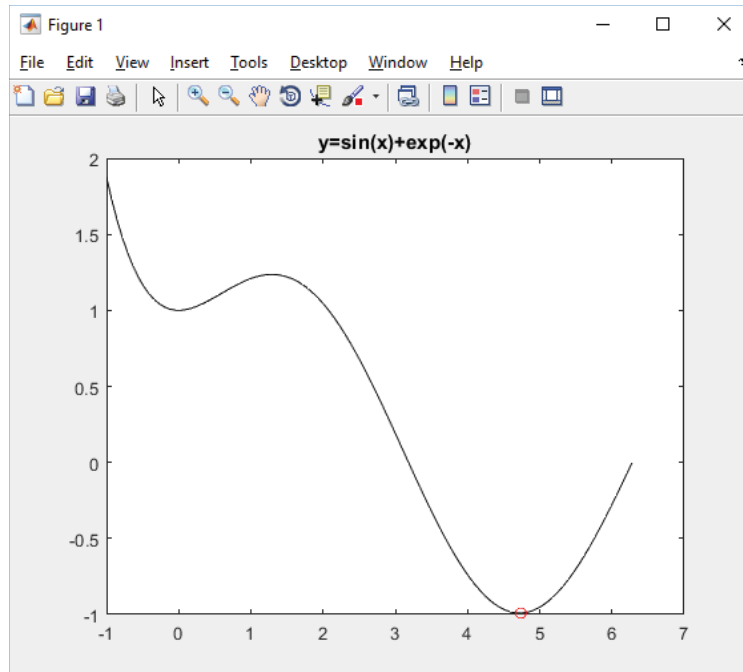 Figure 1
File Edit View Insert Tools Desktop Window Help
y=sin(x)+exp(-x)
2
1.5
1
0.5
0
-0.5
-1
-1 0 1 2 3 4 5 6 7